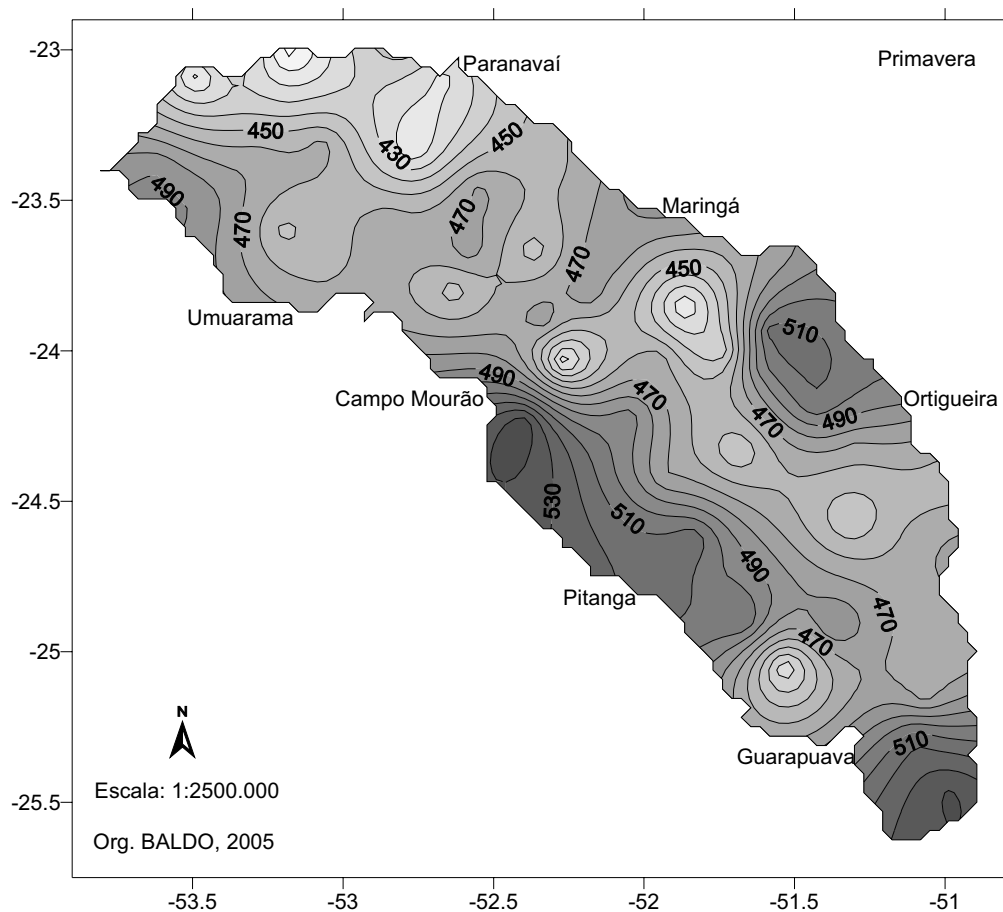 -23
Primavera
Paranavaí
450
430
450
490
470
470
470
Maringá
450
Umuarama
510
-23.5
-24
490
470
Campo Mourão
Ortigueira
470
490
530
510
-24.5
490
Pitanga
470
470
-25
N
510
Guarapuava
Escala: 1:2500.000
-25.5
Org. BALDO, 2005
-53.5
-53
-52.5
-52
-51.5
-51